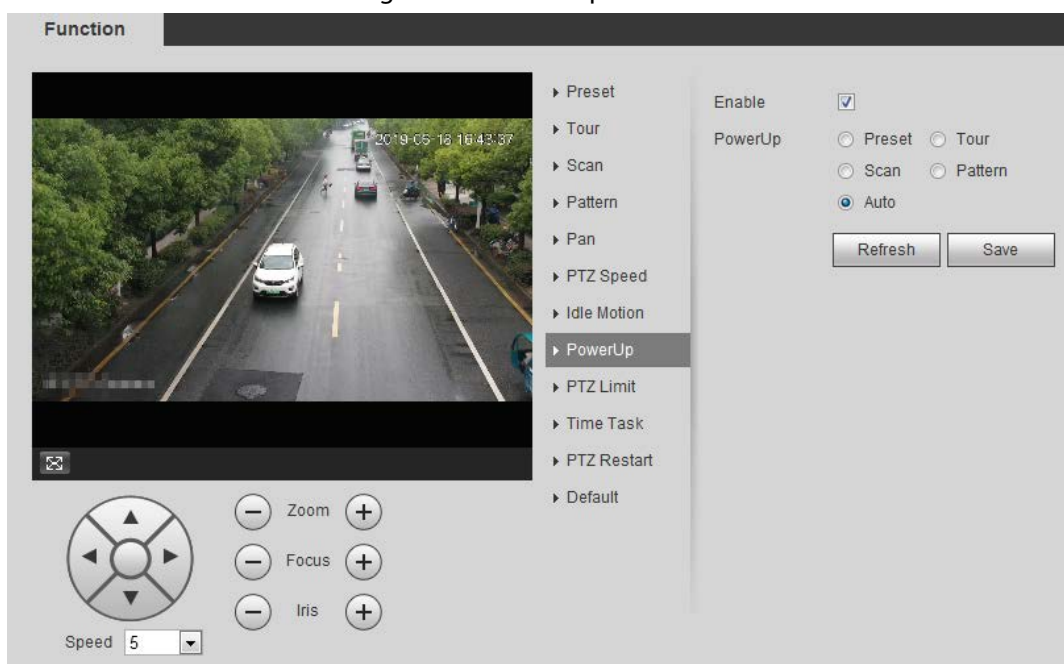 Function
2019-05-18 16:43:37
Preset
Tour
Scan
Pattern
Pan
PTZ Speed
Idle Motion
PowerUp
PTZ Limit
Time Task
PTZ Restart
Default
Enable
PowerUp
Preset Tour
Scan Pattern
Auto
Refresh Save
Zoom
Focus
Iris
Speed 5